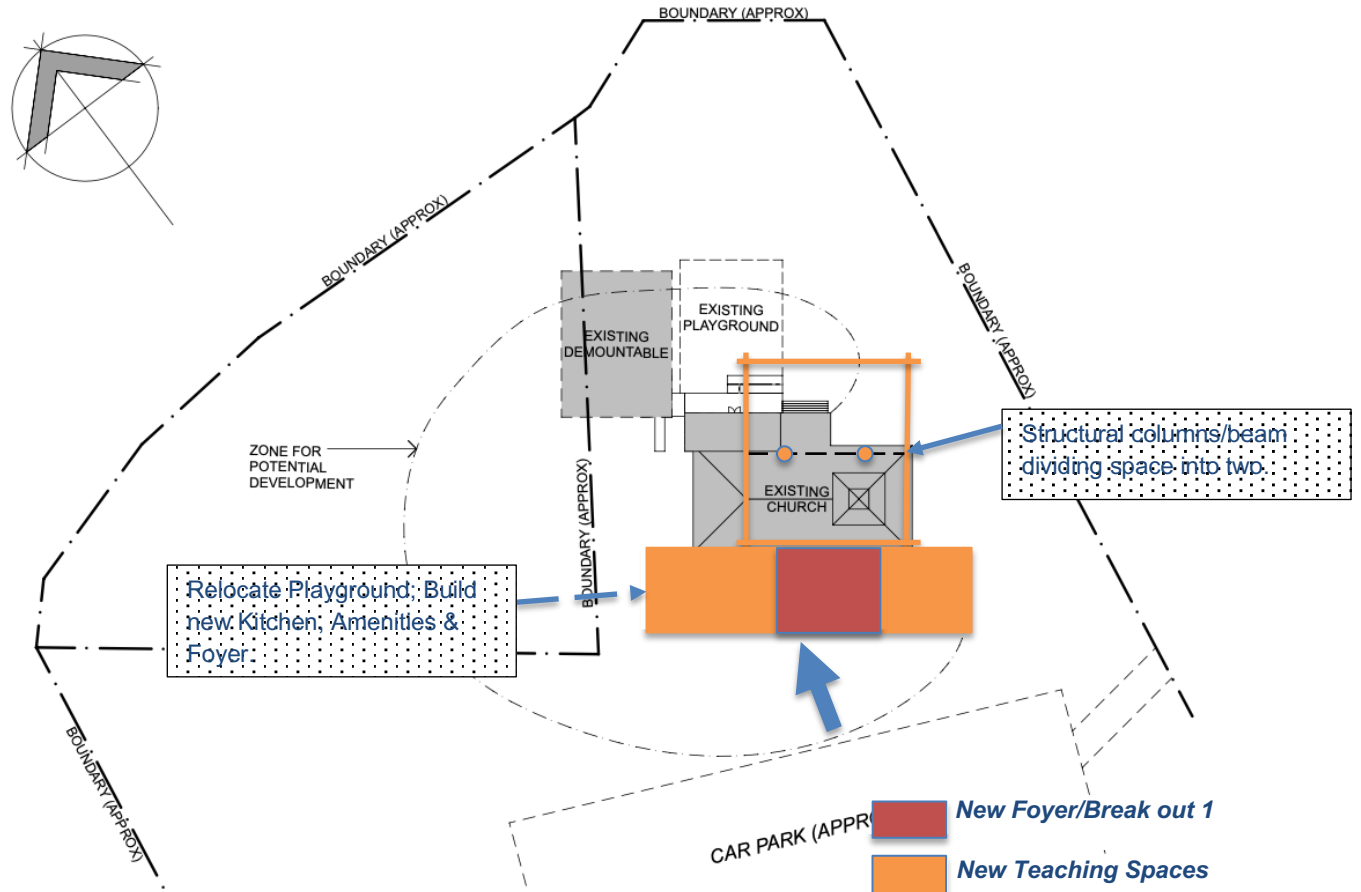 BOUNDARY (APPROX)
BOUNDARY (APPROX)
BOUNDARY (APPROX)
EXISTING
PLAYGROUND
EXISTING
DEMOUNTABLE
Structural columns/beam
dividing space into two
ZONE FOR
POTENTIAL
DEVELOPMENT
EXISTING
CHURCH
BOUNDARY (APPROX)
Relocate Playground; Build
new Kitchen; Amenities &
Foyer
BOUNDARY (APPROX)
CAR PARK (APPRO
New Foyer/Break out 1
New Teaching Spaces